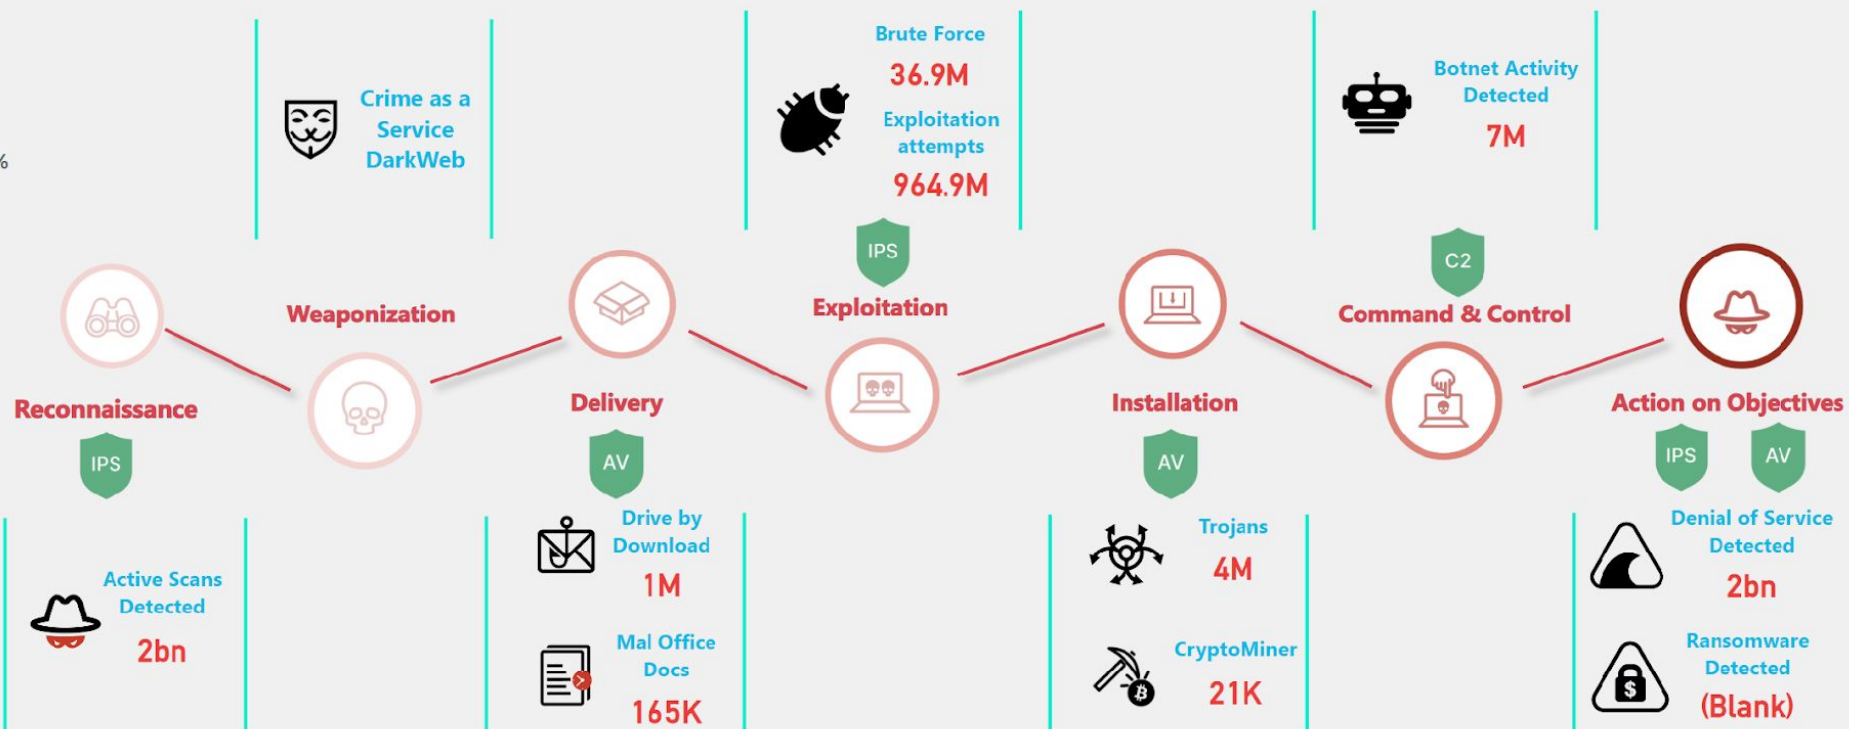 %
Reconnaissance
IPS
Active Scans
Detected
2bn
Crime as a
Service
DarkWeb
Weaponization
Delivery
AV
Drive by
Download
1M
Mal Office
Docs
165K
Brute Force
36.9M
Exploitation
attempts
964.9M
IPS
Exploitation
Installation
AV
Trojans
4M
CryptoMiner
21K
Botnet Activity
Detected
7M
C2
Command & Control
Action on Objectives
IPS
AV
Denial of Service
Detected
2bn
Ransomware
Detected
(Blank)